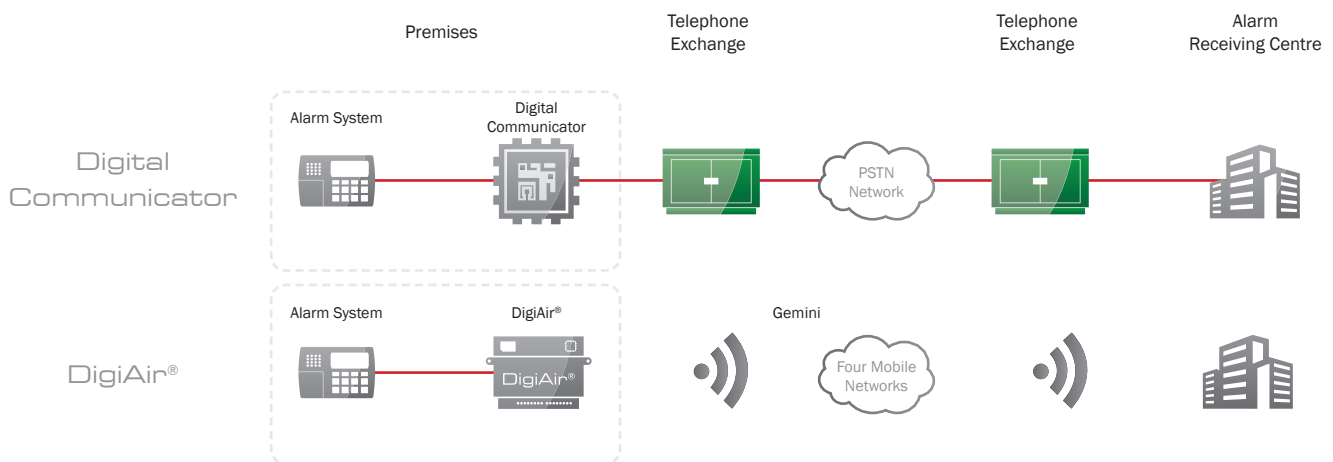 Premises
Telephone
Exchange
Telephone
Exchange
Alarm
Receiving Centre
Digital
Communicator
Alarm System
Digital
Communicator
PSTN
Network
DigiAir®
Alarm System
DigiAir®
DigiAir®
Gemini
Four Mobile
Networks